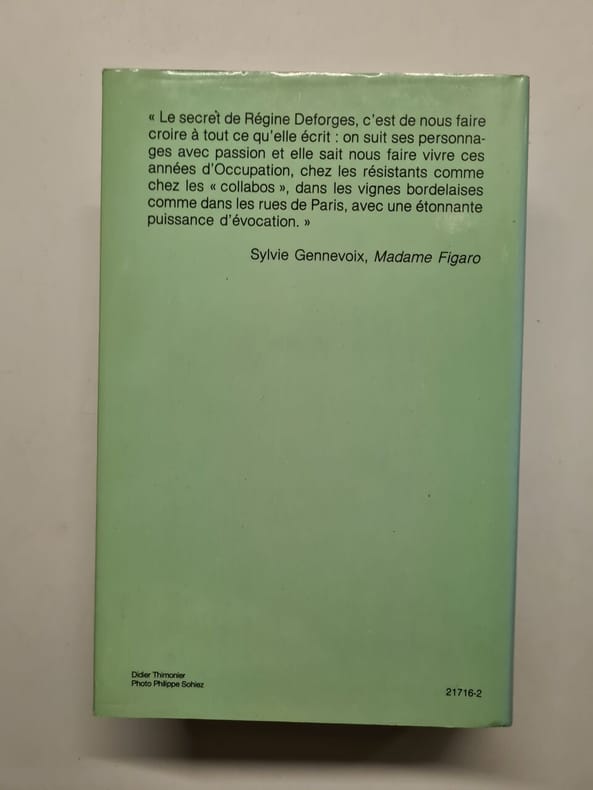 « Le secret de Régine Deforges, c'est de nous faire
croire à tout ce qu'elle écrit : on suit ses personna-
ges avec passion et elle sait nous faire vivre ces
années d'Occupation, chez les résistants comme
chez les « collabos », dans les vignes bordelaises
comme dans les rues de Paris, avec une étonnante
puissance d'évocation. »
Sylvie Gennevoix, Madame Figaro
Didier Thimonier
Photo Philippe Sohiez
21716-2